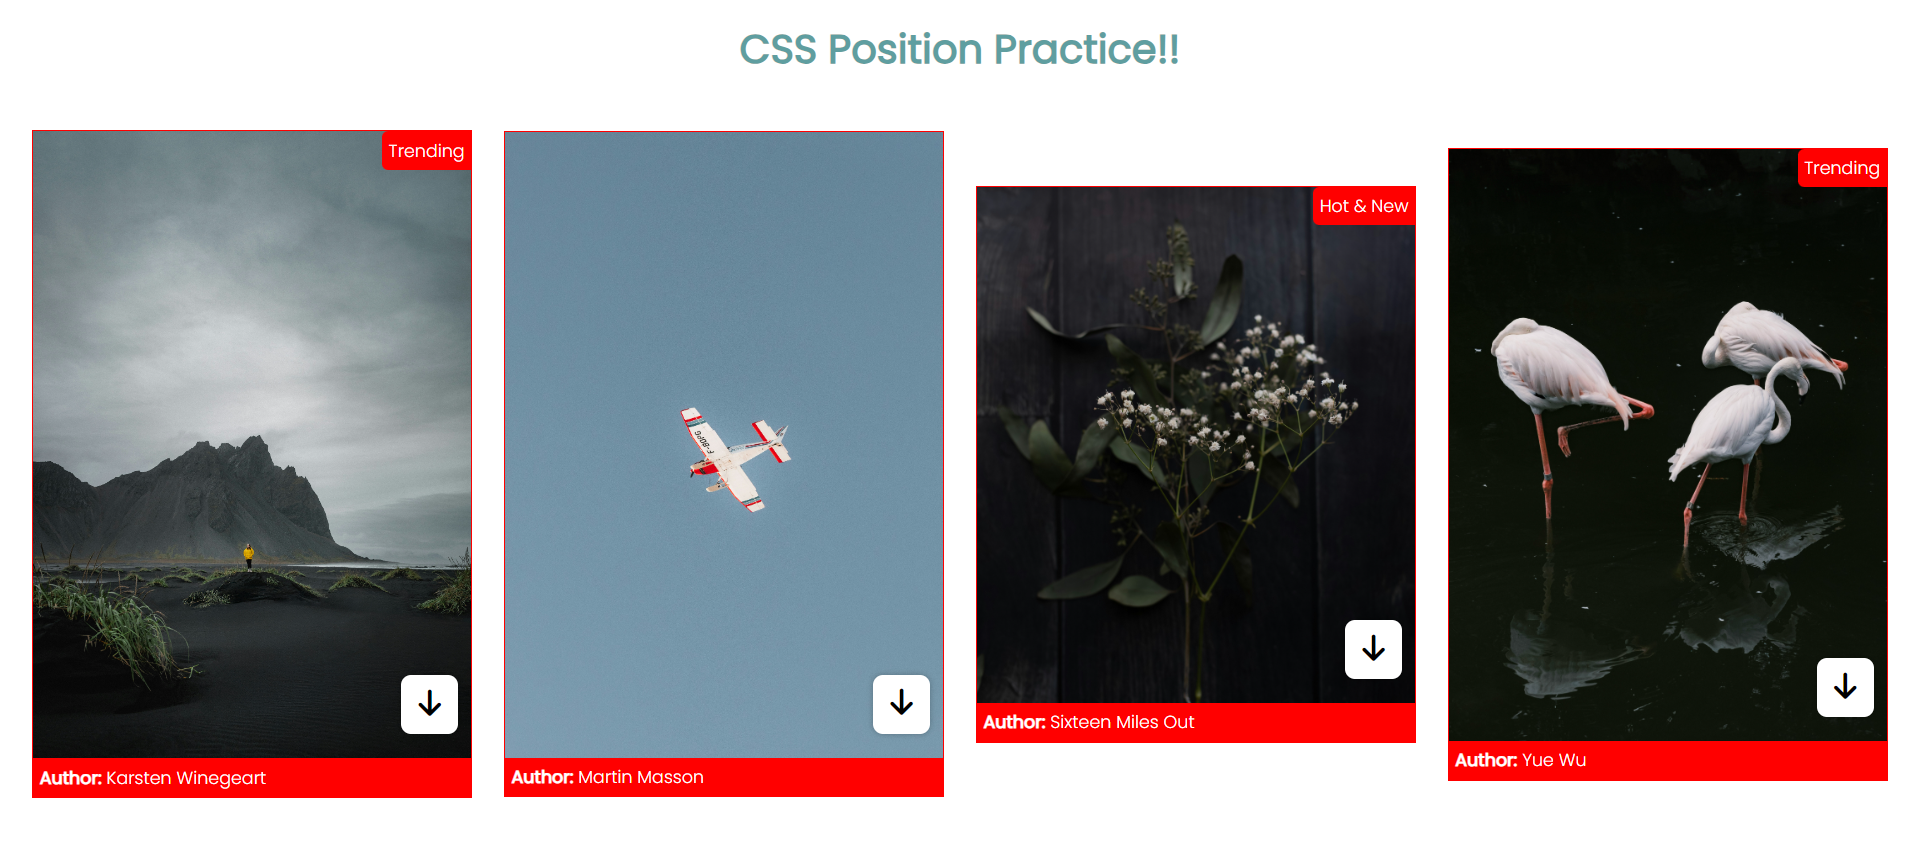 CSS Position Practice!!
Trending
Author: Karsten Winegeart
F-BOPG
Author: Martin Masson
Hot & New
Author: Sixteen Miles Out
Trending
Author: Yue Wu